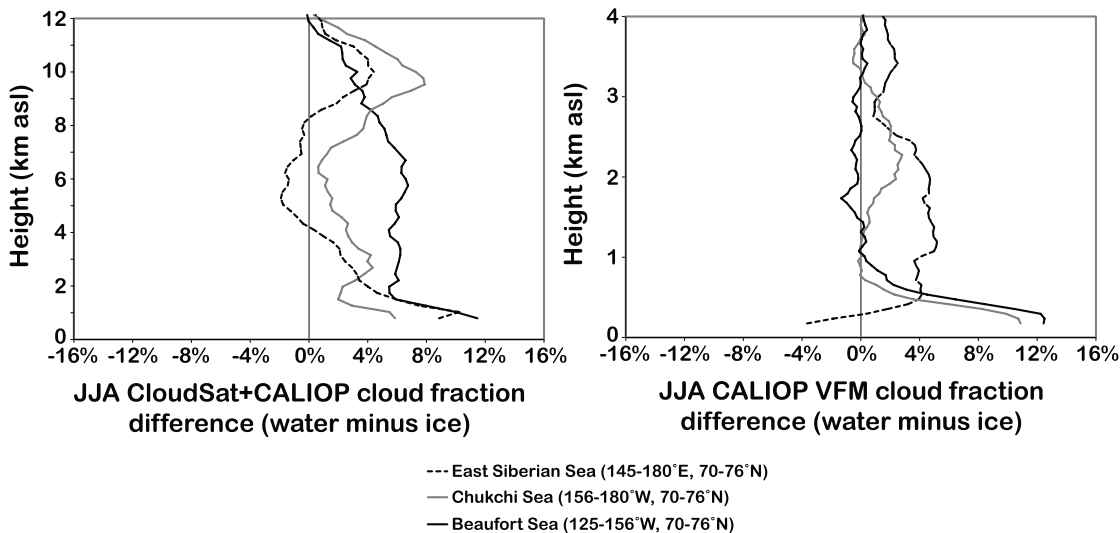 12
10
8
6
4
2
0
Height (km asl)
-16% -12% -8% -4% 0% 4% 8% 12% 16%
JJA CloudSat+CALIOP cloud fraction
difference (water minus ice)
4
3
2
1
0
Height (km asl)
-16% -12% -8% -4% 0% 4% 8% 12% 16%
JJA CALIOP VFM cloud fraction
difference (water minus ice)
East Siberian Sea (145-180˚E, 70-76˚N)
Chukchi Sea (156-180˚W, 70-76˚N)
Beaufort Sea (125-156˚W, 70-76˚N)